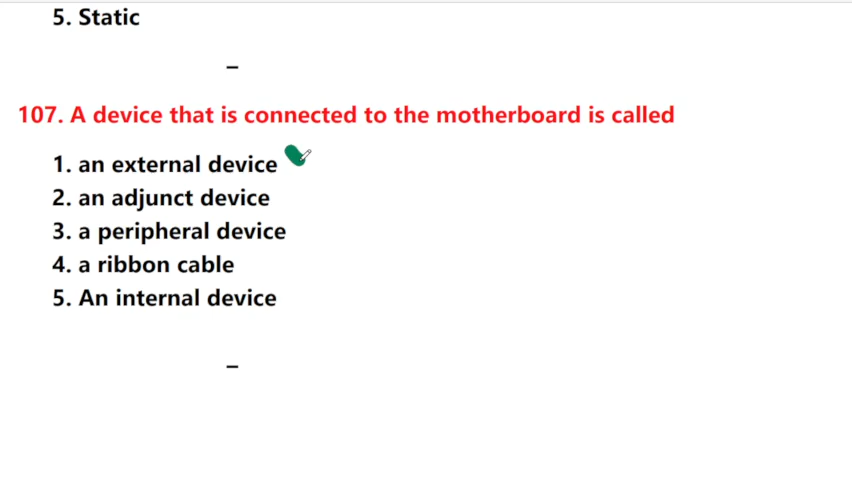 5. Static
–
107. A device that is connected to the motherboard is called
1. an external device
2. an adjunct device
3. a peripheral device
4. a ribbon cable
5. An internal device
–